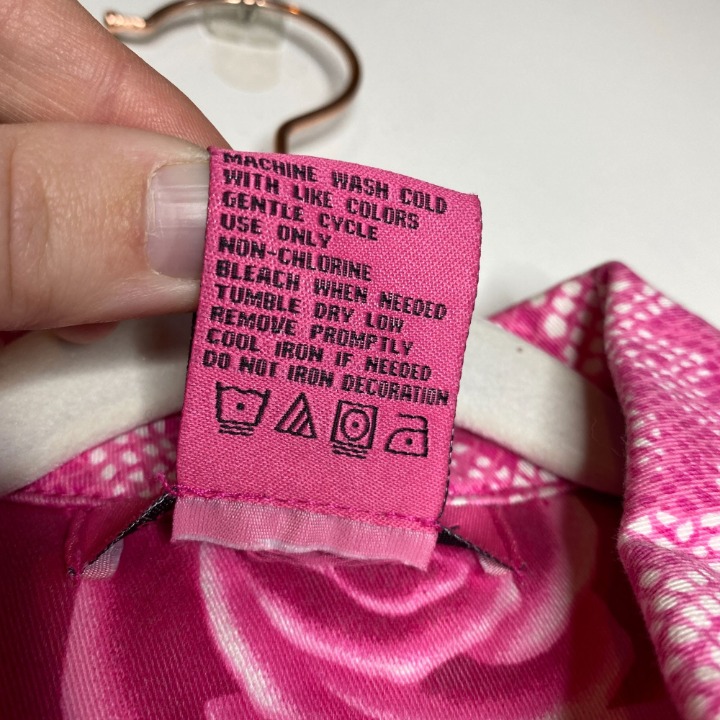 MACHINE WASH COLD
WITH LIKE COLORS
GENTLE CYCLE
USE ONLY
NON-CHLORINE
BLEACH WHEN NEEDED
TUMBLE DRY LOW
REMOVE PROMPTLY
COOL IRON IF NEEDED
DO NOT IRON DECORATION